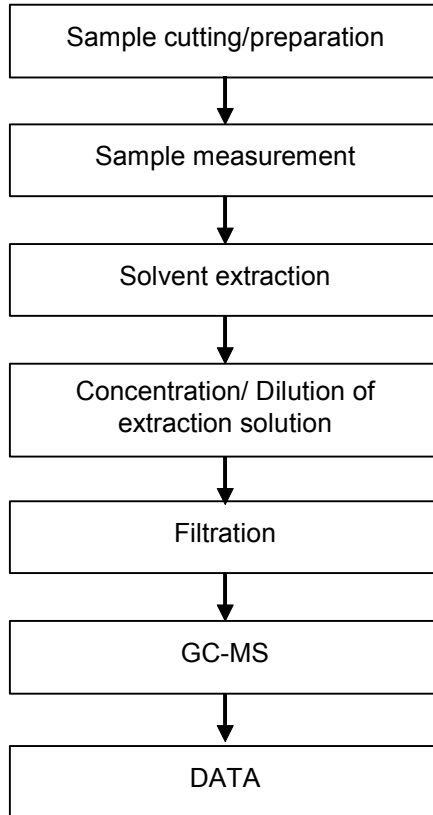 Sample cutting/preparation
Sample measurement
Solvent extraction
Concentration/ Dilution of
extraction solution
Filtration
GC-MS
DATA